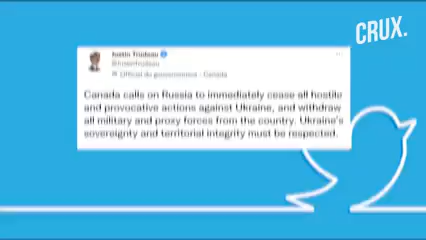 CRUX.
Justin Trudeau
@JustinTrudeau
Officiel du gouvernement - Canada
Canada calls on Russia to immediately cease all hostile
and provocative actions against Ukraine, and withdraw
all military and proxy forces from the country. Ukraine's
sovereignty and territorial integrity must be respected.